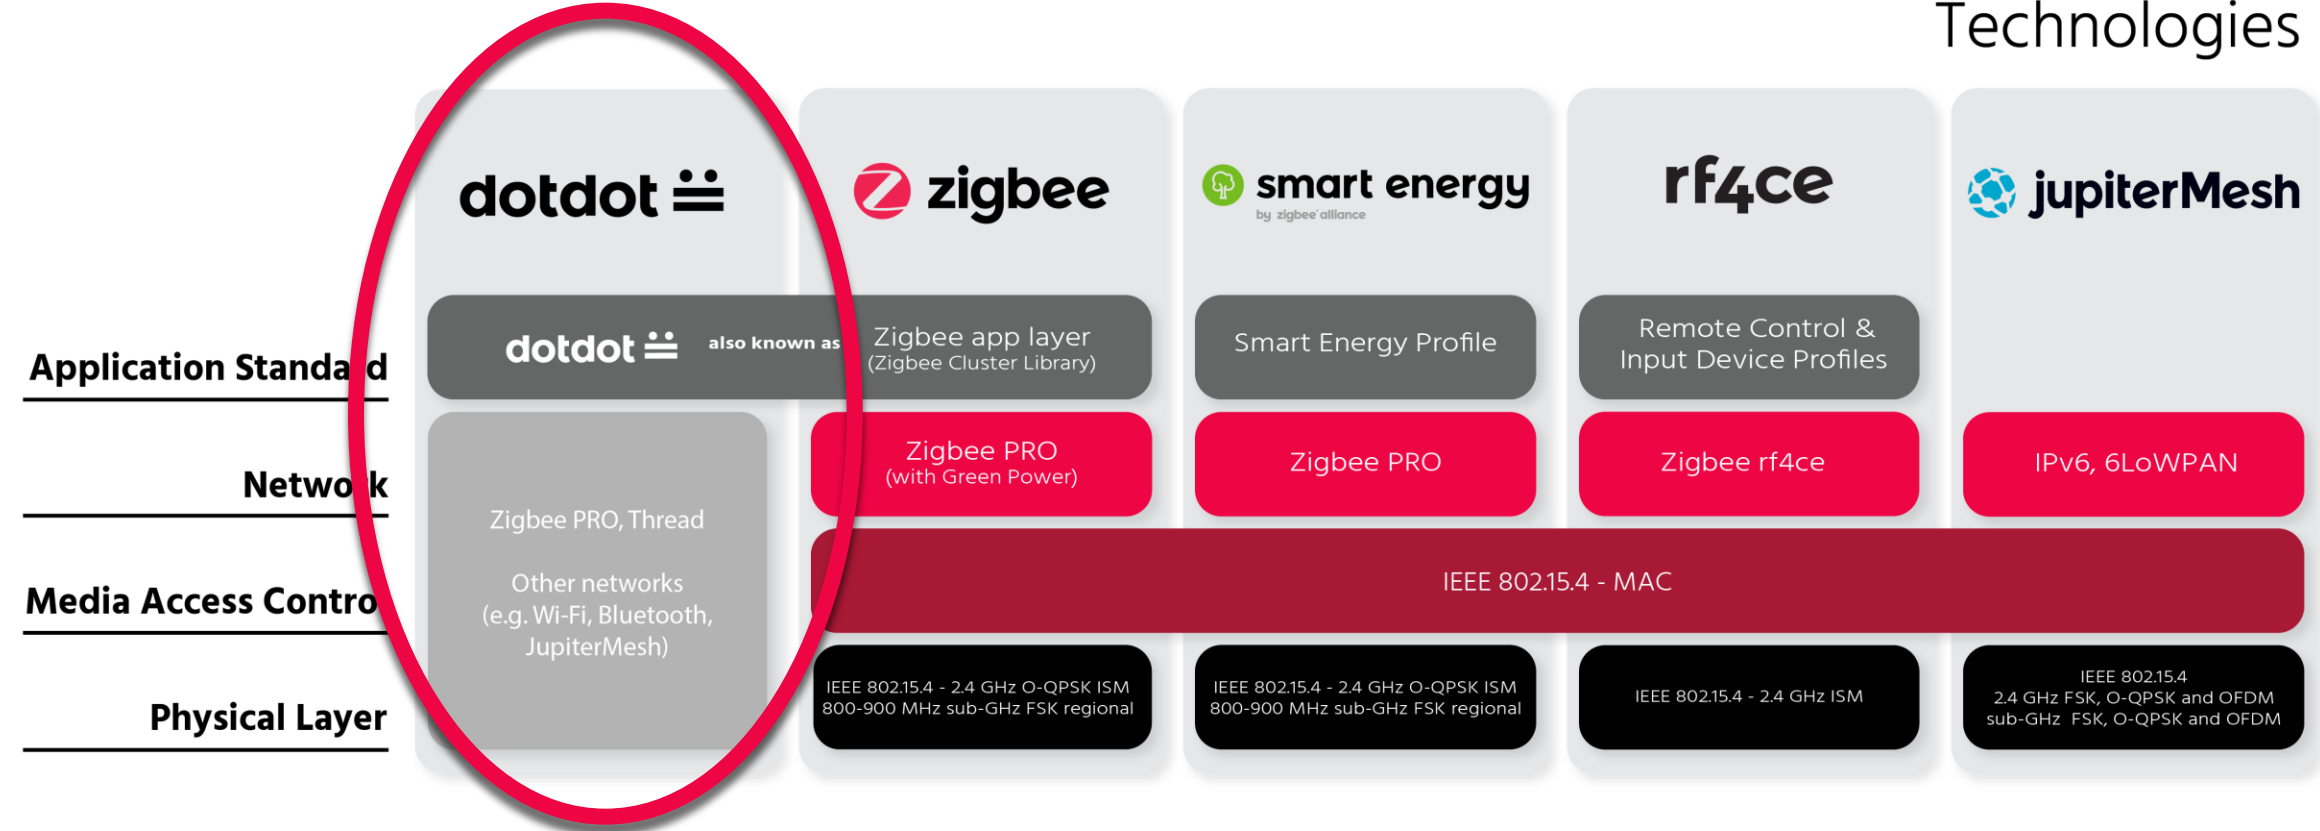 Technologies
dotdot
zigbee
smart energy
by zigbee alliance
rf4ce
jupiterMesh
Application Standard
dotdot also known as
Zigbee app layer
(Zigbee Cluster Library)
Smart Energy Profile
Remote Control &
Input Device Profiles
Network
Zigbee PRO
(with Green Power)
Zigbee PRO
Zigbee rf4ce
IPv6, 6LoWPAN
Zigbee PRO, Thread
Other networks
(e.g. Wi-Fi, Bluetooth,
JupiterMesh)
Media Access Control
IEEE 802.15.4 - MAC
Physical Layer
IEEE 802.15.4 - 2.4 GHz O-QPSK ISM
800-900 MHz sub-GHz FSK regional
IEEE 802.15.4 - 2.4 GHz O-QPSK ISM
800-900 MHz sub-GHz FSK regional
IEEE 802.15.4 - 2.4 GHz ISM
IEEE 802.15.4
2.4 GHz FSK, O-QPSK and OFDM
sub-GHz FSK, O-QPSK and OFDM